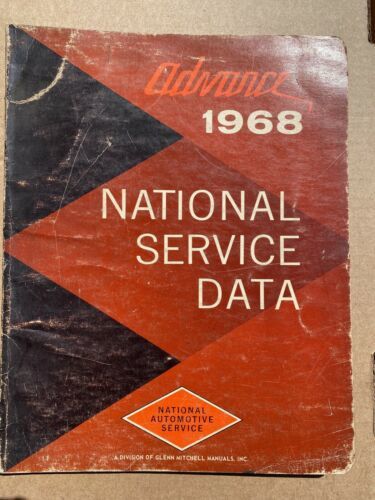 Advance
1968
NATIONAL
SERVICE
DATA
NATIONAL
AUTOMOTIVE
SERVICE
A DIVISION OF GLENN MITCHELL MANUALS, INC.